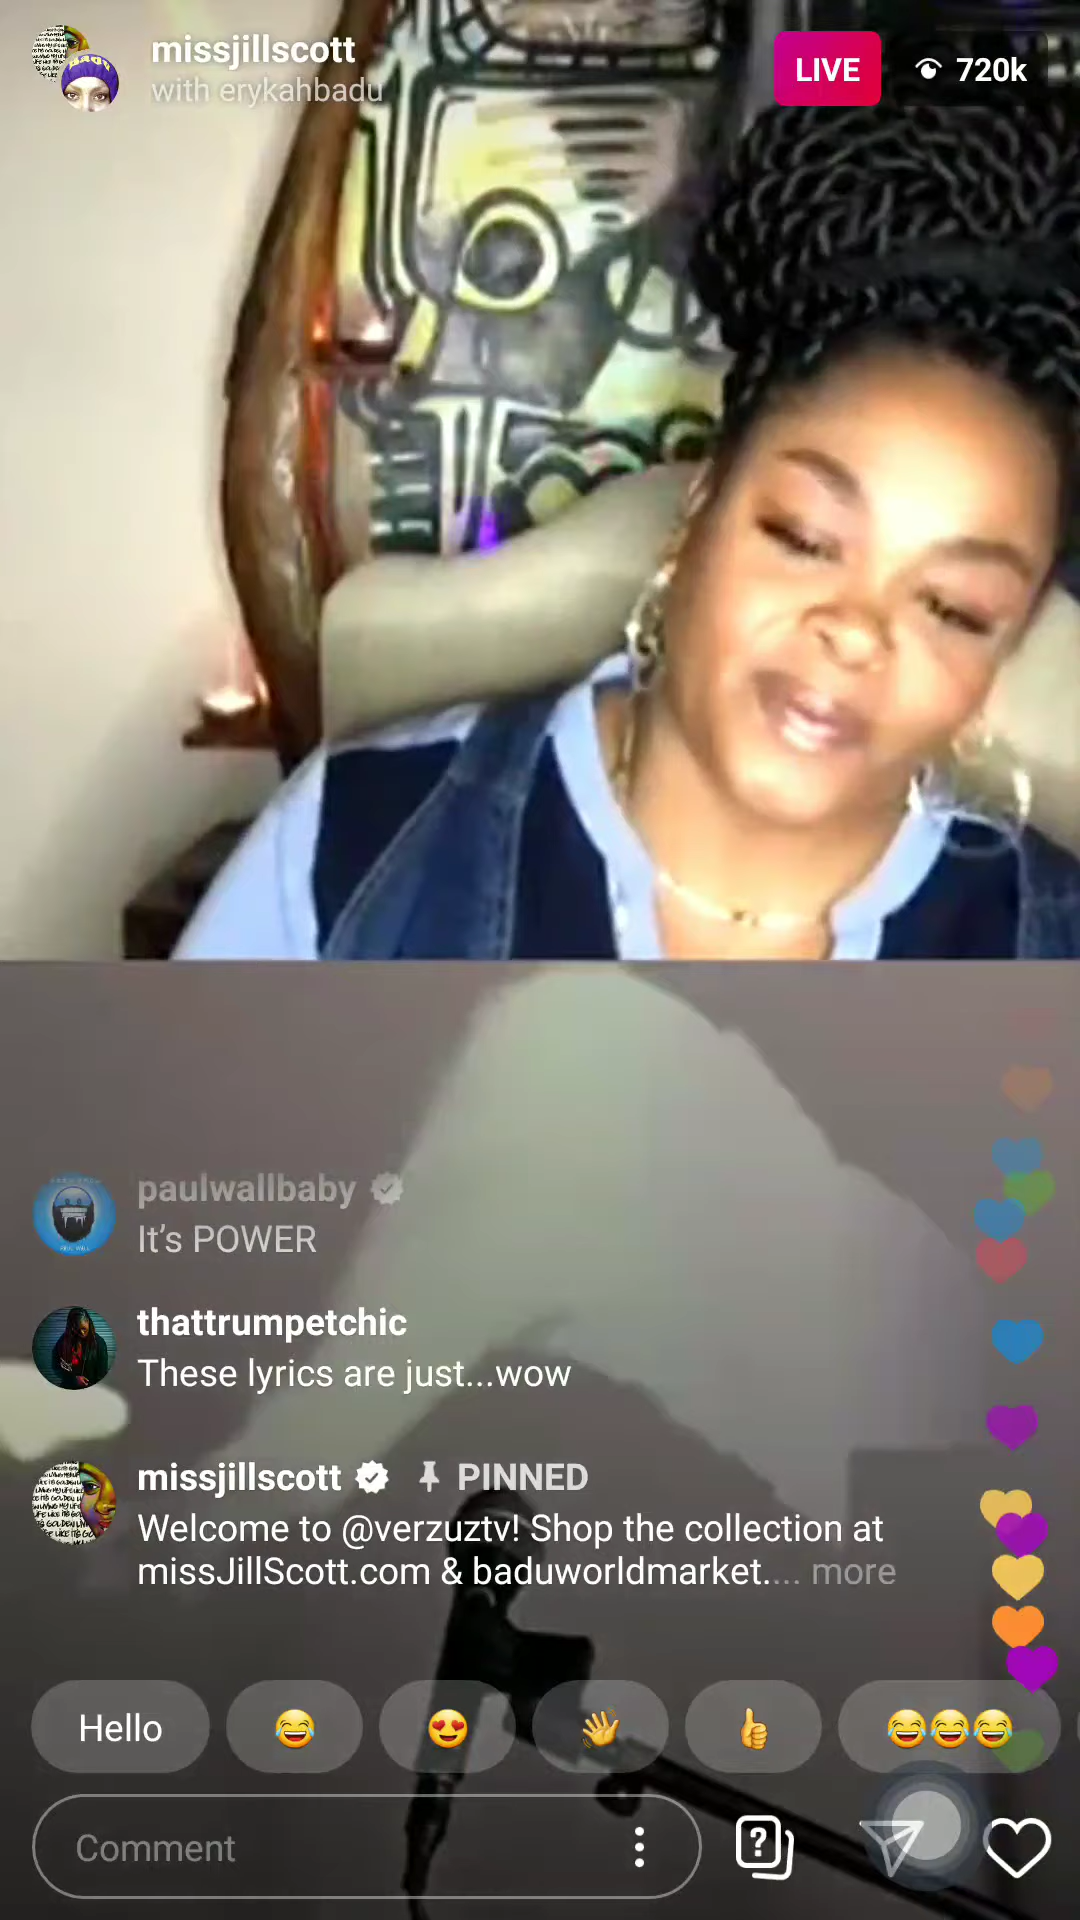 missjillscott
with erykahbadu
LIVE
720k
paulwallbaby
It’s POWER
thattrumpetchic
These lyrics are just...wow
missjillscott PINNED
Welcome to @verzuztv! Shop the collection at
missJillScott.com & baduworldmarket.... more
Hello
Comment
?